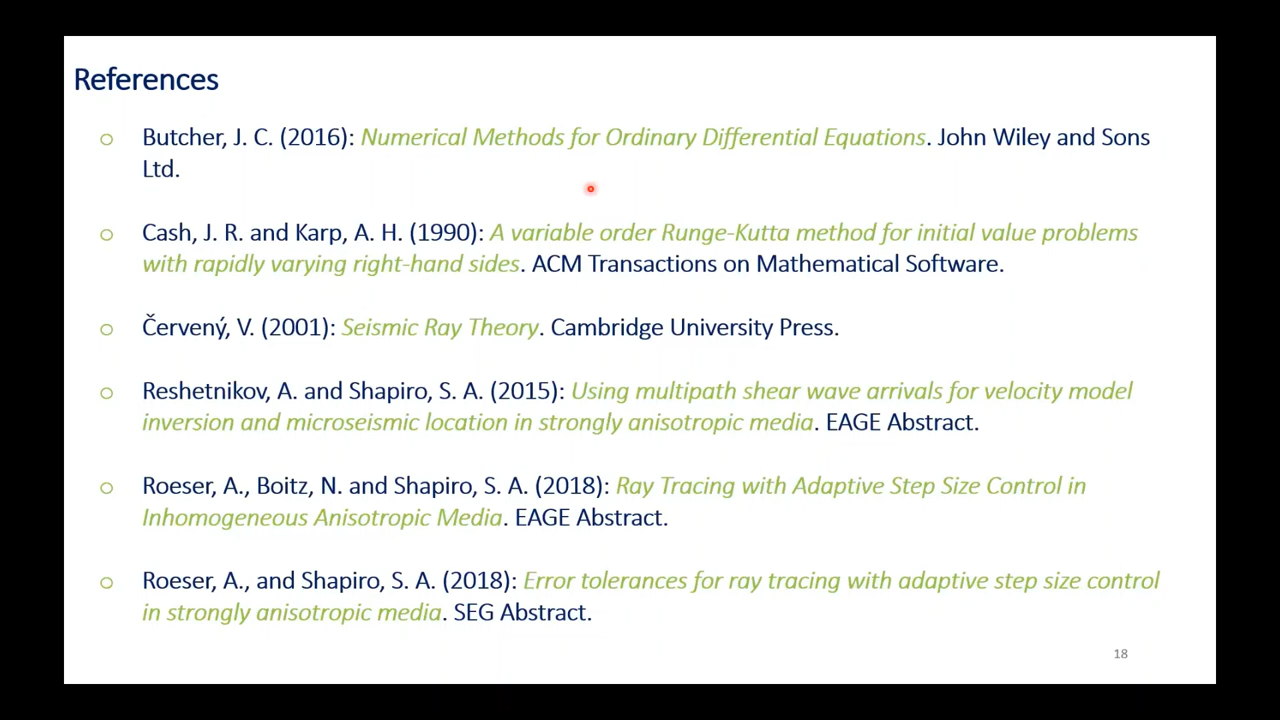 References
Butcher, J. C. (2016): Numerical Methods for Ordinary Differential Equations. John Wiley and Sons
Ltd.
Cash, J. R. and Karp, A. H. (1990): A variable order Runge-Kutta method for initial value problems
with rapidly varying right-hand sides. ACM Transactions on Mathematical Software.
Červený, V. (2001): Seismic Ray Theory. Cambridge University Press.
Reshetnikov, A. and Shapiro, S. A. (2015): Using multipath shear wave arrivals for velocity model
inversion and microseismic location in strongly anisotropic media. EAGE Abstract.
Roeser, A., Boitz, N. and Shapiro, S. A. (2018): Ray Tracing with Adaptive Step Size Control in
Inhomogeneous Anisotropic Media. EAGE Abstract.
Roeser, A., and Shapiro, S. A. (2018): Error tolerances for ray tracing with adaptive step size control
in strongly anisotropic media. SEG Abstract.
18